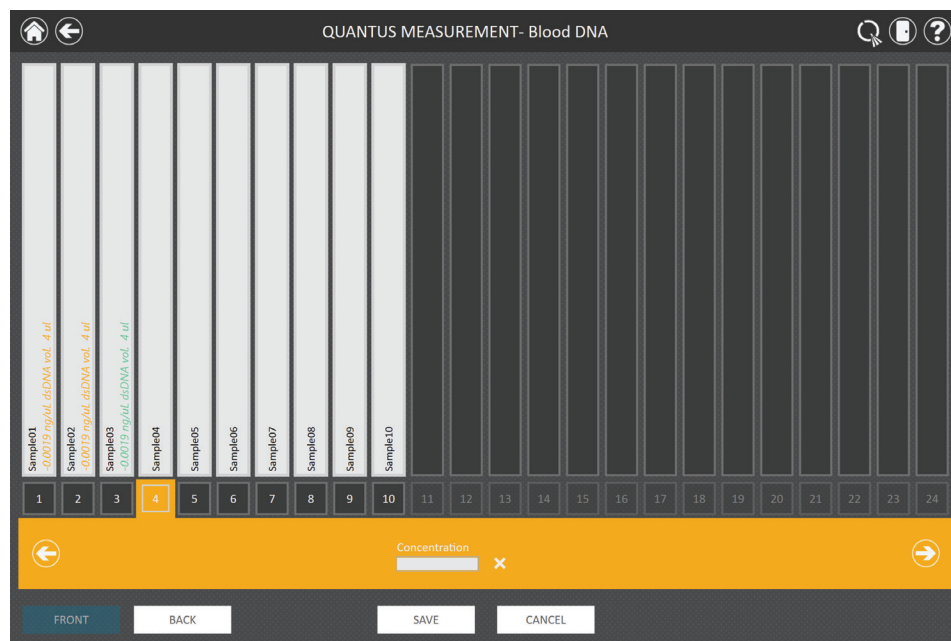 QUANTUS MEASUREMENT- Blood DNA
?
Sample01
-0.0019 ng/uL dsDNA vol. 4 ul
Sample02
-0.0019 ng/uL dsDNA vol. 4 ul
Sample03
-0.0019 ng/uL dsDNA vol. 4 ul
Sample04
Sample05
Sample06
Sample07
Sample08
Sample09
Sample10
1 2 3 4 5 6 7 8 9 10 11 12 13 14 15 16 17 18 19 20 21 22 23 24
Concentration
FRONT BACK SAVE CANCEL